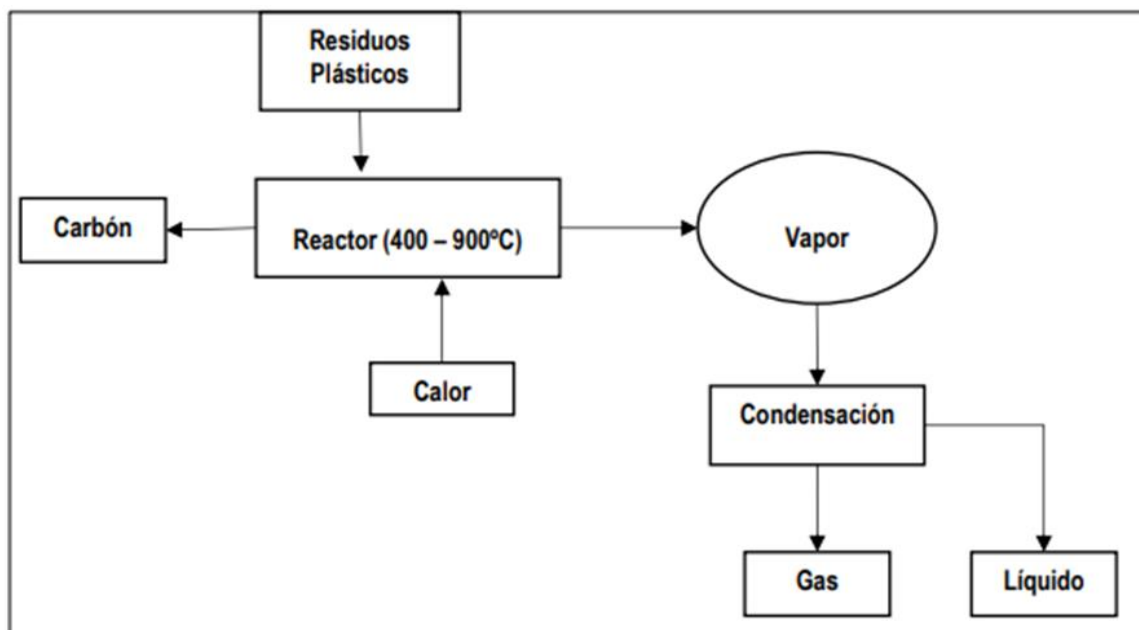 Residuos
Plásticos
Carbón
Reactor (400 – 900ºC)
Vapor
Calor
Condensación
Gas
Líquido